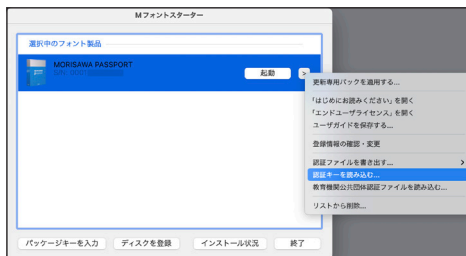 Mフォントスターター
選択中のフォント製品
MORISAWA PASSPORT
起動
>
更新専用パックを適用する...
「はじめにお読みください」を開く
「エンドユーザライセンス」を開く
ユーザガイドを保存する...
登録情報の確認・変更
認証ファイルを書き出す...
認証キーを読み込む...
教育機関公共団体認証ファイルを読み込む...
リストから削除...
パッケージキーを入力
ディスクを登録
インストール状況
終了